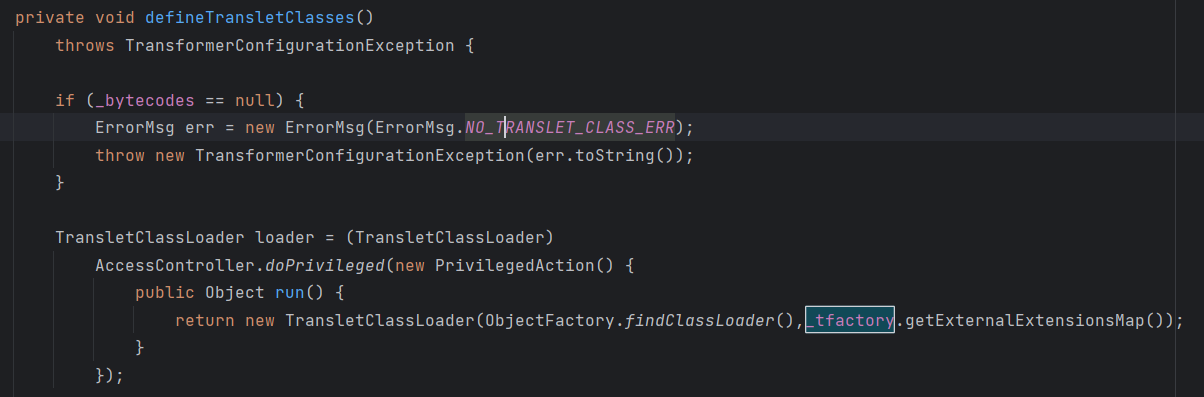 private void defineTransletClasses()
throws TransformerConfigurationException {
if (_bytecodes == null) {
ErrorMsg err = new ErrorMsg(ErrorMsg.NO_TRANSLET_CLASS_ERR);
throw new TransformerConfigurationException(err.toString());
}
TransletClassLoader loader = (TransletClassLoader)
AccessController.doPrivileged(new PrivilegedAction() {
public Object run() {
return new TransletClassLoader(ObjectFactory.findClassLoader(),_tfactory.getExternalExtensionsMap());
}
});